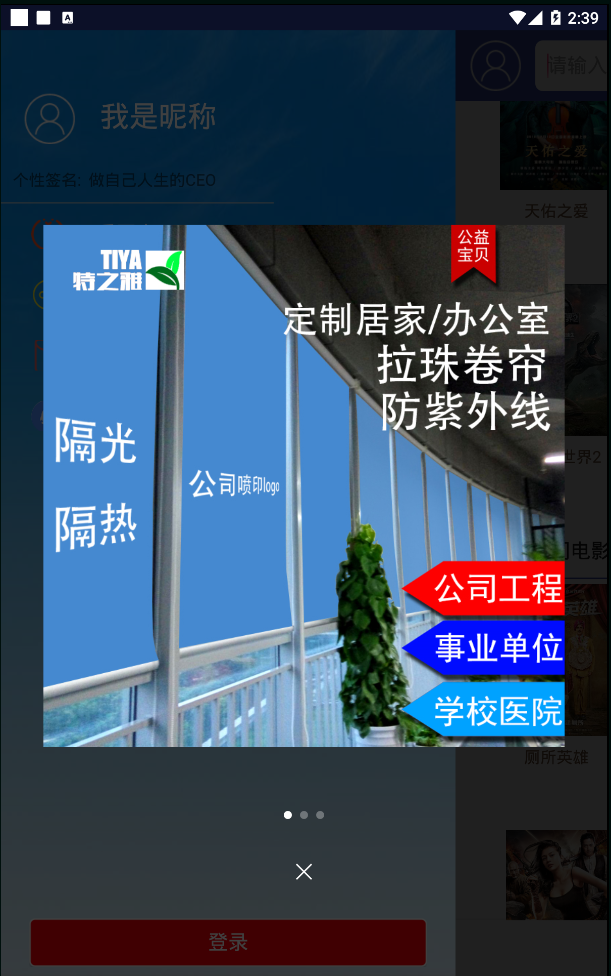 2:39
请输入
我是昵称
天佑之爱
个性签名: 做自己人生的CEO
公益
宝贝
TIYA
特之雅
定制居家/办公室
拉珠卷帘
防紫外线
隔光
世界2
公司喷印logo
隔热
门电影
公司工程
英雄
事业单位
学校医院
厕所英雄
登录